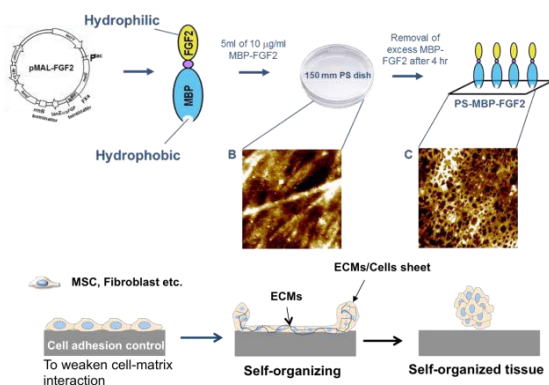 pMAL-FGF2
Hydrophilic
FGF2
MBP
Hydrophobic
5ml of 10 µg/ml
MBP-FGF2
150 mm PS dish
Removal of
excess MBP-
FGF2 after 4 hr
PS-MBP-FGF2
B
C
MSC, Fibroblast etc.
ECMs/Cells sheet
ECMs
Cell adhesion control
To weaken cell-matrix
interaction
Self-organizing
Self-organized tissue